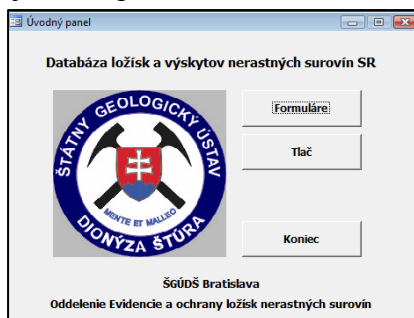 Úvodný panel
Databáza ložísk a výskytov nerastných surovín SR
ŠTÁTNY GEOLOGICKÝ ÚSTAV
DIONÝZA ŠTÚRA
MENTE ET MALLEO
Formuláre
Tlač
Koniec
ŠGÚDŠ Bratislava
Oddelenie Evidencie a ochrany ložísk nerastných surovín